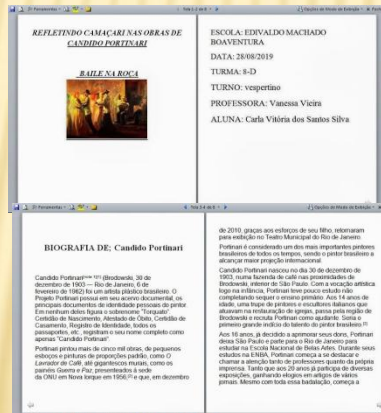 REFLETINDO CAMAÇARI NAS OBRAS DE
CANDIDO PORTINARI
BAILE NA ROÇA
ESCOLA: EDIVALDO MACHADO
BOAVENTURA
DATA: 28/08/2019
TURMA: 8-D
TURNO: vespertino
PROFESSORA: Vanessa Vieira
ALUNA: Carla Vitória dos Santos Silva
BIOGRAFIA DE; Candido Portinari
Candido Portinari (Brodowski, 30 de
dezembro de 1903 — Rio de Janeiro, 6 de
fevereiro de 1962) foi um artista plástico brasileiro. O
Projeto Portinari possui em seu acervo documental, os
principais documentos de identidade pessoais do pintor.
Em nenhum deles figura o sobrenome "Torquato".
Certidão de Nascimento, Atestado de Óbito, Certidão de
Casamento, Registro de Identidade, todos os
passaportes, etc., registram o seu nome completo como
apenas "Candido Portinari".
Portinari pintou mais de cinco mil obras, de pequenos
esboços e pinturas de proporções padrão, como O
Lavrador de Café, até gigantescos murais, como os
painéis Guerra e Paz, presenteados à sede
da ONU em Nova Iorque em 1956, e que, em dezembro
de 2010, graças aos esforços de seu filho, retornaram
para exibição no Teatro Municipal do Rio de Janeiro.
Portinari é considerado um dos mais importantes pintores
brasileiros de todos os tempos, sendo o pintor brasileiro a
alcançar maior projeção internacional.
Candido Portinari nasceu no dia 30 de dezembro de
1903, numa fazenda de café nas proximidades de
Brodowski, interior de São Paulo. Com a vocação artística
logo na infância, Portinari teve pouco estudo não
completando sequer o ensino primário. Aos 14 anos de
idade, uma trupe de pintores e escultores italianos que
atuavam na restauração de igrejas, passa pela região de
Brodowski e recruta Portinari como ajudante. Seria o
primeiro grande indício do talento do pintor brasileiro.
Aos 16 anos, já decidido a aprimorar seus dons, Portinari
deixa São Paulo e parte para o Rio de Janeiro para
estudar na Escola Nacional de Belas Artes. Durante seus
estudos na ENBA, Portinari começa a se destacar e
chamar a atenção tanto de professores quanto da própria
imprensa. Tanto que aos 20 anos já participa de diversas
exposições, ganhando elogios em artigos de vários
jornais. Mesmo com toda essa badalação, começa a